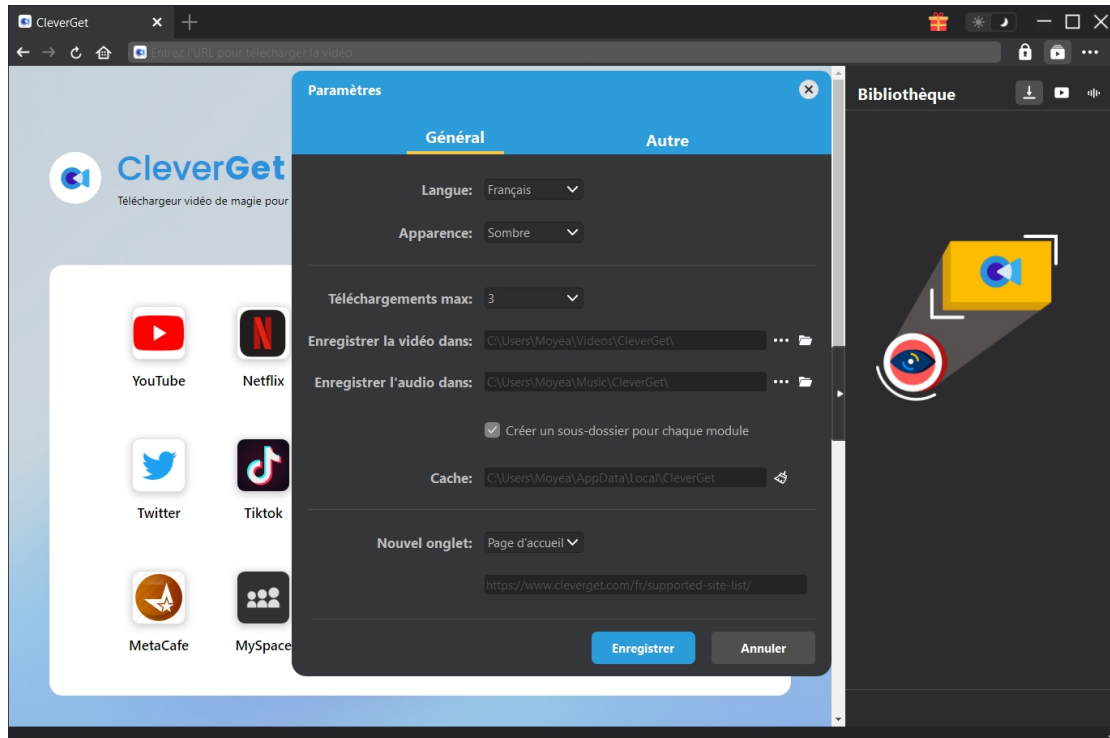 CleverGet
Entrez l'URL pour télécharger la vidéo
Paramètres
Bibliothèque
Général
Autre
CleverGet
Téléchargeur vidéo de magie pour
Langue: Français
Apparence: Sombre
Téléchargements max: 3
Enregistrer la vidéo dans: C:\Users\Moyea\Videos\CleverGet\
Enregistrer l'audio dans: C:\Users\Moyea\Music\CleverGet\
Créer un sous-dossier pour chaque module
Cache: C:\Users\Moyea\AppData\Local\CleverGet
Nouvel onglet: Page d'accueil
https://www.cleverget.com/fr/supported-site-list/
Enregistrer
Annuler
N
YouTube
Netflix
Twitter
Tiktok
MetaCafe
MySpace